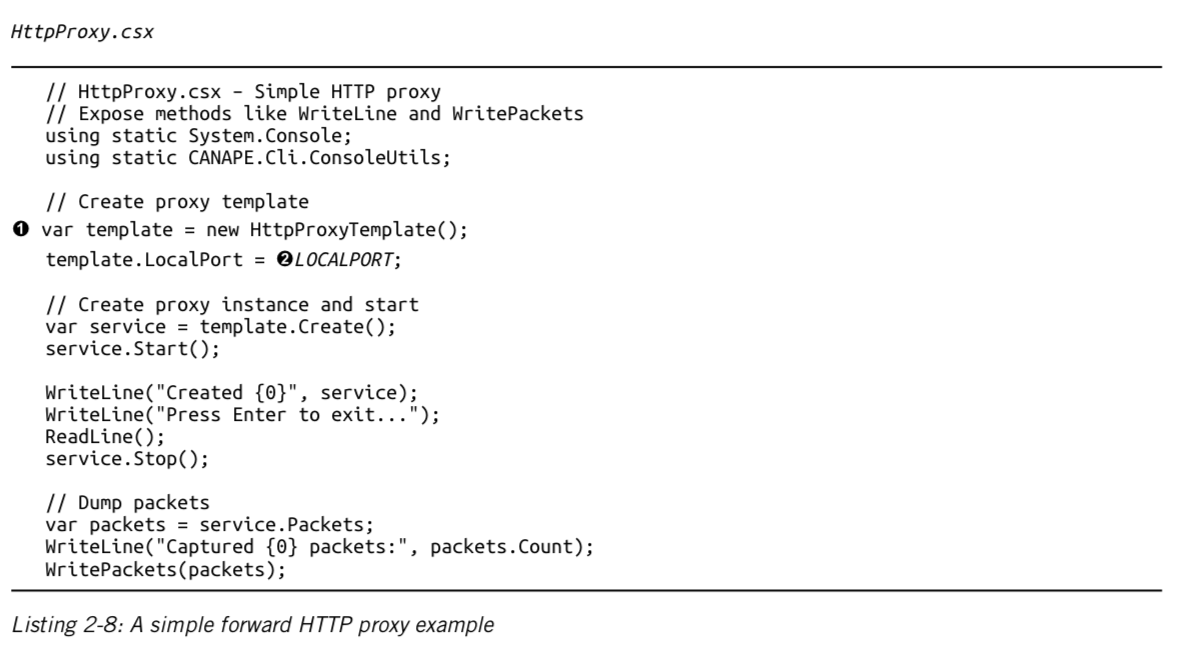 HttpProxy.csx
// HttpProxy.csx – Simple HTTP proxy
// Expose methods like WriteLine and WritePackets
using static System.Console;
using static CANAPE.Cli.ConsoleUtils;
// Create proxy template
❶ var template = new HttpProxyTemplate();
template.LocalPort = ❷LOCALPORT;
// Create proxy instance and start
var service = template.Create();
service.Start();
WriteLine("Created {0}", service);
WriteLine("Press Enter to exit...");
ReadLine();
service.Stop();
// Dump packets
var packets = service.Packets;
WriteLine("Captured {0} packets:", packets.Count);
WritePackets(packets);
Listing 2-8: A simple forward HTTP proxy example